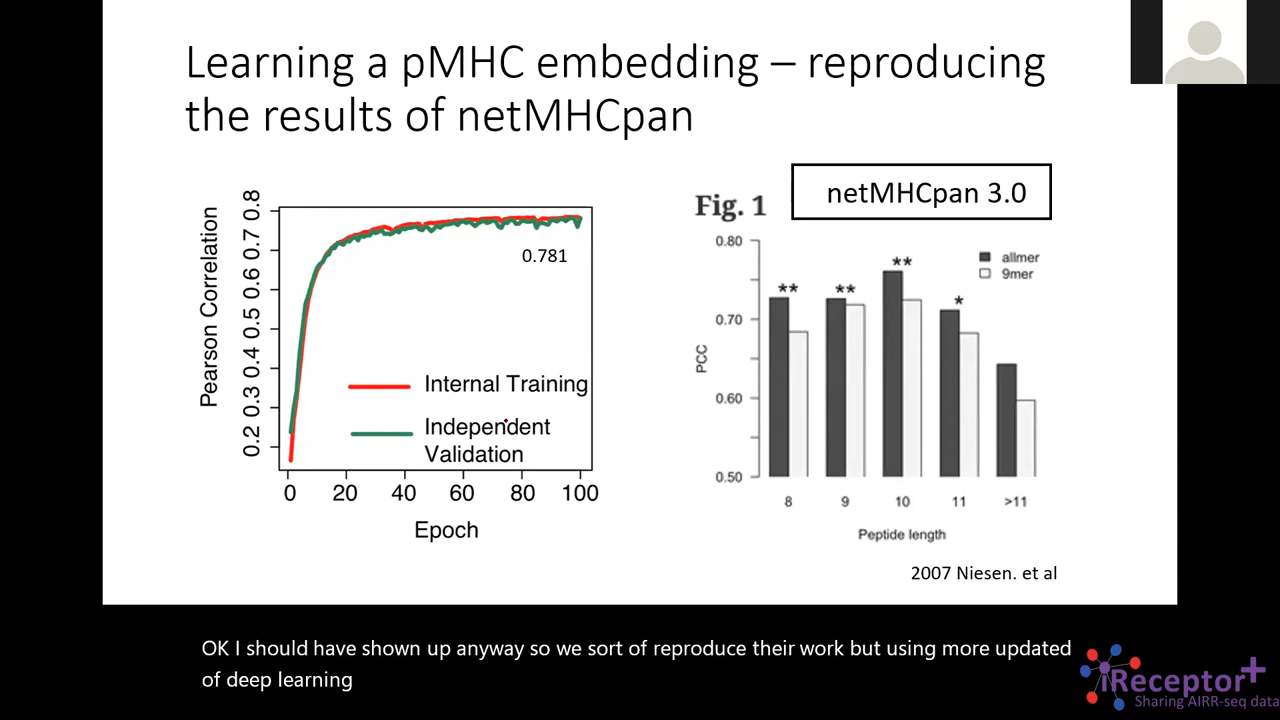 Learning a pMHC embedding – reproducing
the results of netMHCpan
Pearson Correlation
0.8
0.7
0.6
0.5
0.4
0.3
0.2
0.781
Internal Training
Independent
Validation
0 20 40 60 80 100
Epoch
Fig. 1
netMHCpan 3.0
PCC
0.80
0.70
0.60
0.50
allmer
9mer
** ** ** *
8 9 10 11 >11
Peptide length
2007 Niesen. et al
OK I should have shown up anyway so we sort of reproduce their work but using more updated
of deep learning
iReceptor+
Sharing AIRR-seq data